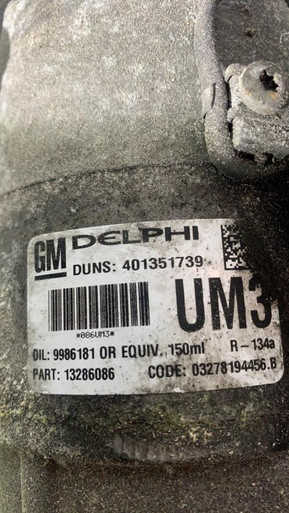 GM DELPHI
DUNS: 401351739
*086UM3*
UM3
OIL: 9986181 OR EQUIV. 150ml R-134a
PART: 13286086 CODE: 03278194456.B